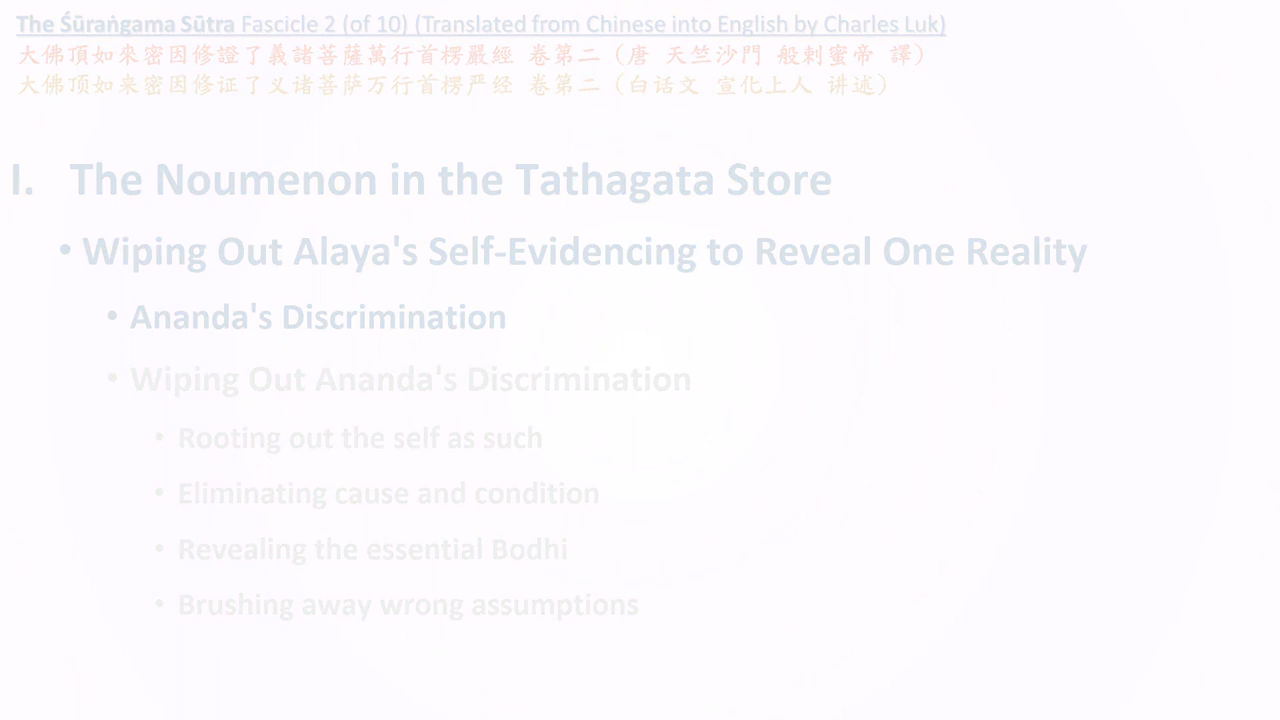 The Śūraṅgama Sūtra Fascicle 2 (of 10) (Translated from Chinese into English by Charles Luk)
大佛頂如來密因修證了義諸菩薩萬行首楞嚴經 卷第二（唐 天竺沙門 般剌蜜帝 譯）
大佛顶如来密因修证了义诸菩萨万行首楞严经 卷第二（白话文 宣化上人 讲述）
I. The Noumenon in the Tathagata Store
• Wiping Out Alaya's Self-Evidencing to Reveal One Reality
• Ananda's Discrimination
• Wiping Out Ananda's Discrimination
• Rooting out the self as such
• Eliminating cause and condition
• Revealing the essential Bodhi
• Brushing away wrong assumptions